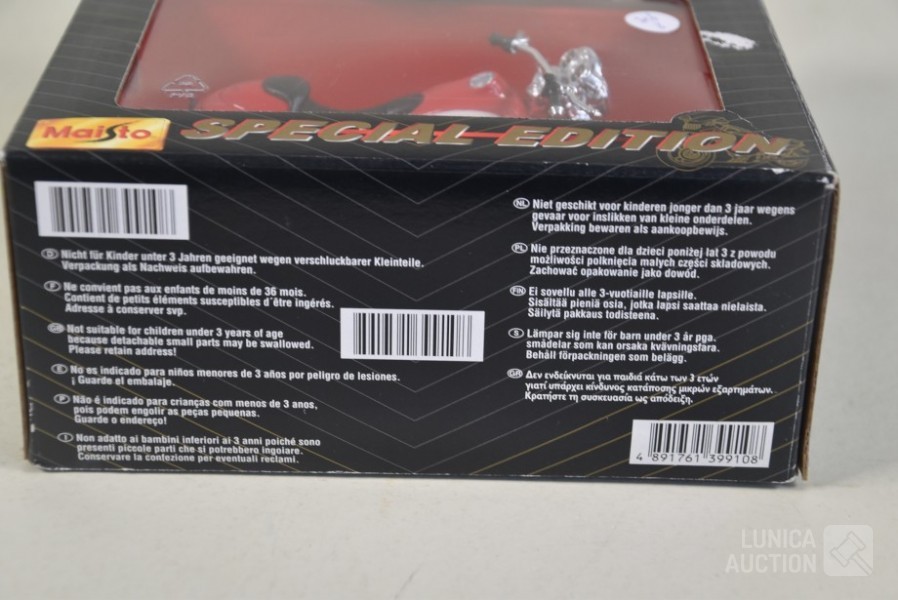 Maisto SPECIAL EDITION
D Nicht für Kinder unter 3 Jahren geeignet wegen verschluckbarer Kleinteile.
Verpackung als Nachweis aufbewahren.
F Ne convient pas aux enfants de moins de 36 mois.
Contient de petits éléments susceptibles d'être ingérés.
Adresse à conserver svp.
GB Not suitable for children under 3 years of age
because detachable small parts may be swallowed.
Please retain address!
E No es indicado para niños menores de 3 años por peligro de lesiones.
¡ Guarde el embalaje.
P Não é indicado para crianças com menos de 3 anos,
pois podem engolir as peças pequenas.
Guarde o endereço!
I Non adatto ai bambini inferiori ai 3 anni poiché sono
presenti piccole parti che si potrebbero ingoiare.
Conservare la confezione per eventuali reclami.
NL Niet geschikt voor kinderen jonger dan 3 jaar wegens
gevaar voor inslikken van kleine onderdelen.
Verpakking bewaren als aankoopbewijs.
PL Nie przeznaczone dla dzieci poniżej lat 3 z powodu
możliwości polknięcia malych części skladowych.
Zachować opakowanie jako dowód.
FIN Ei sovellu alle 3-vuotiaille lapsille.
Sisältää pieniä osia, jotka lapsi saattaa nielaista.
Säilytä pakkaus todisteena.
S Lämpar sig inte för barn under 3 år pga.
smådelar som kan orsaka kvävningsfara.
Behåll förpackningen som belägg.
GR Δεν ενδείκνυται για παιδιά κάτω των 3 ετών
γιατί υπάρχει κίνδυνος κατάποσης μικρών εξαρτημάτων.
Κρατήστε τη συσκευασία ως απόδειξη.
4 891761 399108
LUNICA
AUCTION